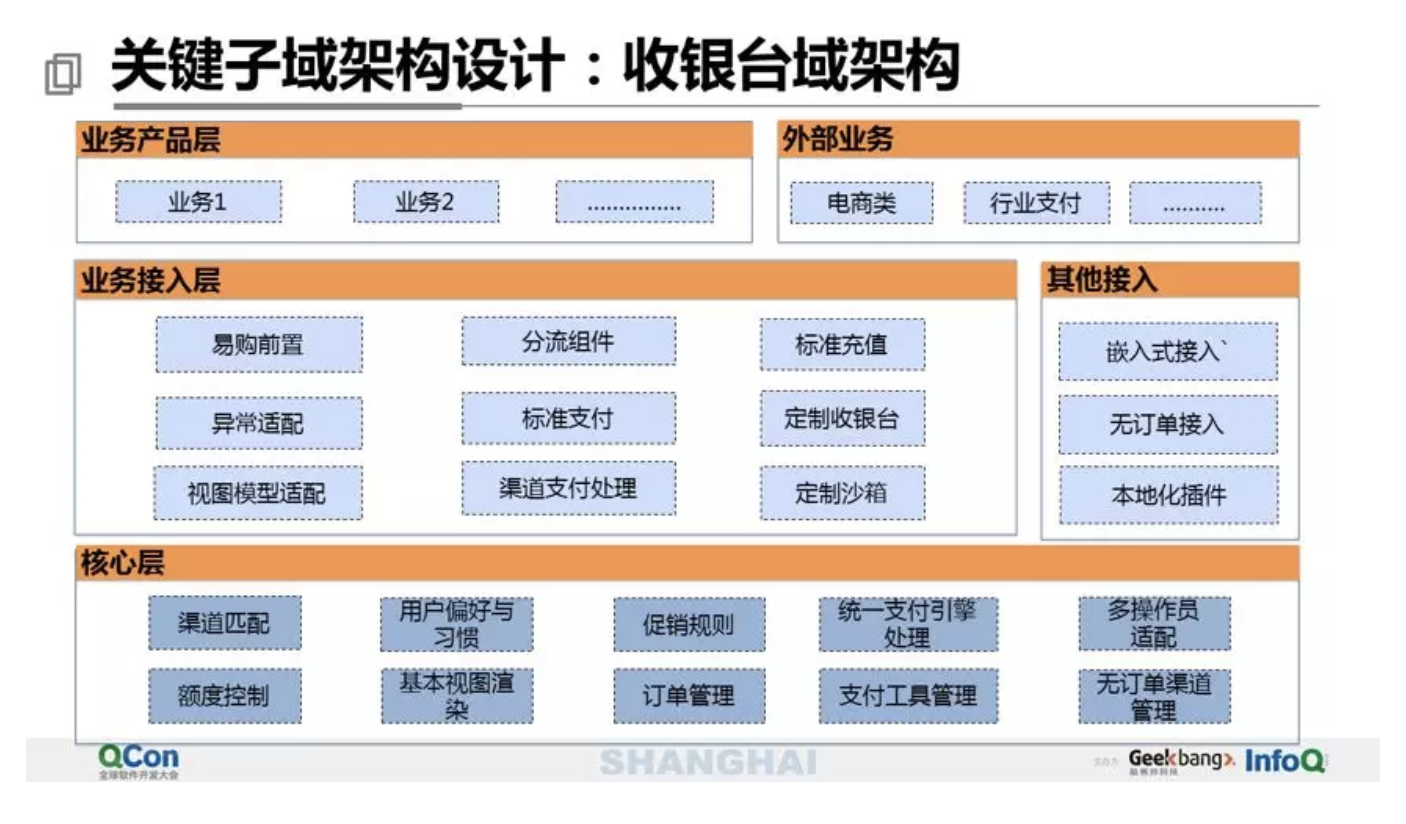 关键子域架构设计：收银台域架构
业务产品层
外部业务
业务1
业务2
...............
电商类
行业支付
..........
业务接入层
其他接入
易购前置
分流组件
标准充值
嵌入式接入`
异常适配
标准支付
定制收银台
无订单接入
视图模型适配
渠道支付处理
定制沙箱
本地化插件
核心层
渠道匹配
用户偏好与
习惯
促销规则
统一支付引擎
处理
多操作员
适配
额度控制
基本视图渲
染
订单管理
支付工具管理
无订单渠道
管理
QCon
全球软件开发大会
SHANGHAI
Geekbang>.
InfoQ